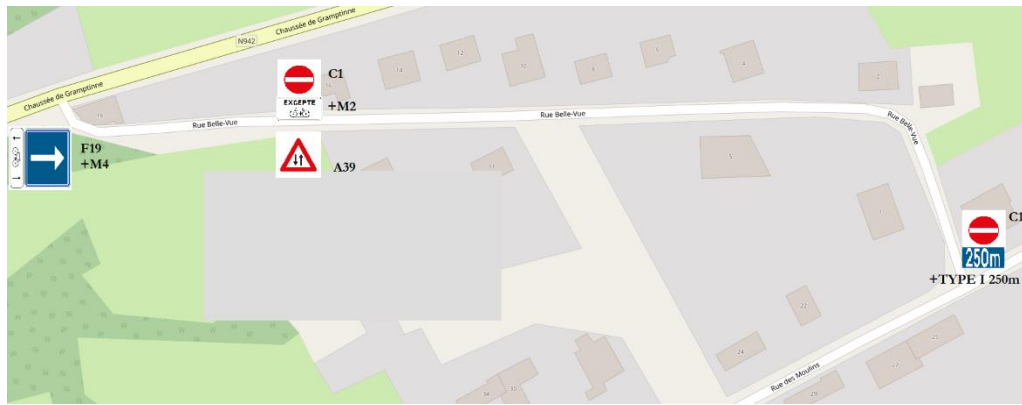 Chaussée de Gramptinne
N942
Chaussée de Gramptinne
C1
EXCEPTE
+M2
A39
F19
+M4
Rue Belle-Vue
Rue Belle-Vue
Rue Belle-Vue
14
12
10
8
6
4
2
5
1
C1
250m
+TYPE I 250m
22
24
Rue des Moulins